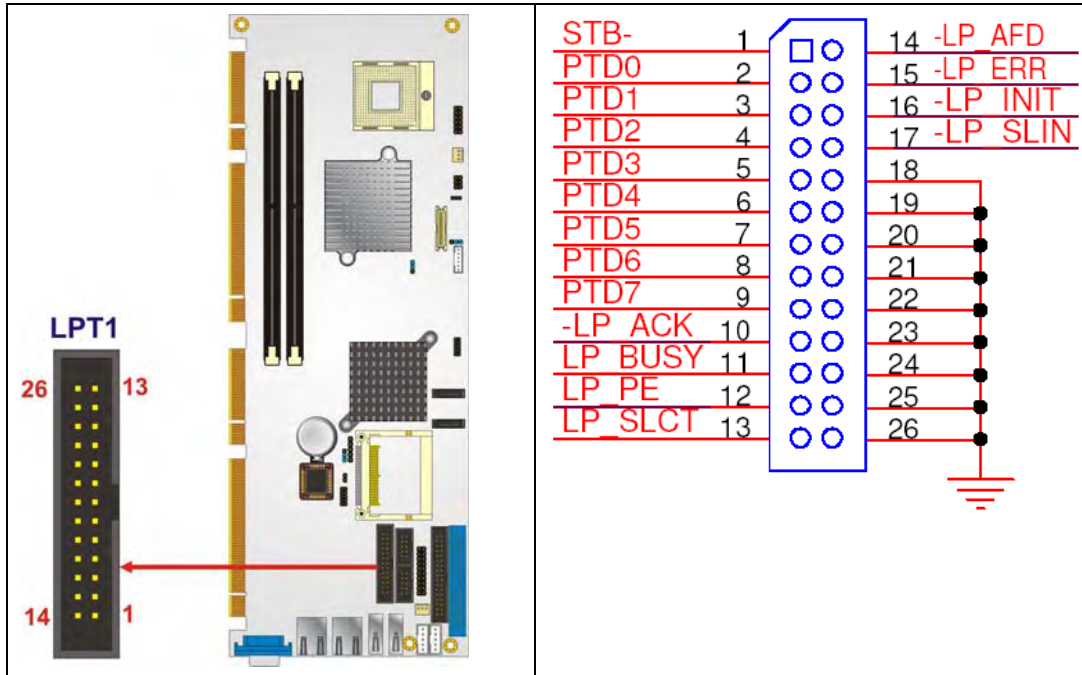 LPT1
26 13
14 1
STB- 1 14 -LP_AFD
PTD0 2 15 -LP_ERR
PTD1 3 16 -LP_INIT
PTD2 4 17 -LP_SLIN
PTD3 5 18
PTD4 6 19
PTD5 7 20
PTD6 8 21
PTD7 9 22
-LP_ACK 10 23
LP_BUSY 11 24
LP_PE 12 25
LP_SLCT 13 26